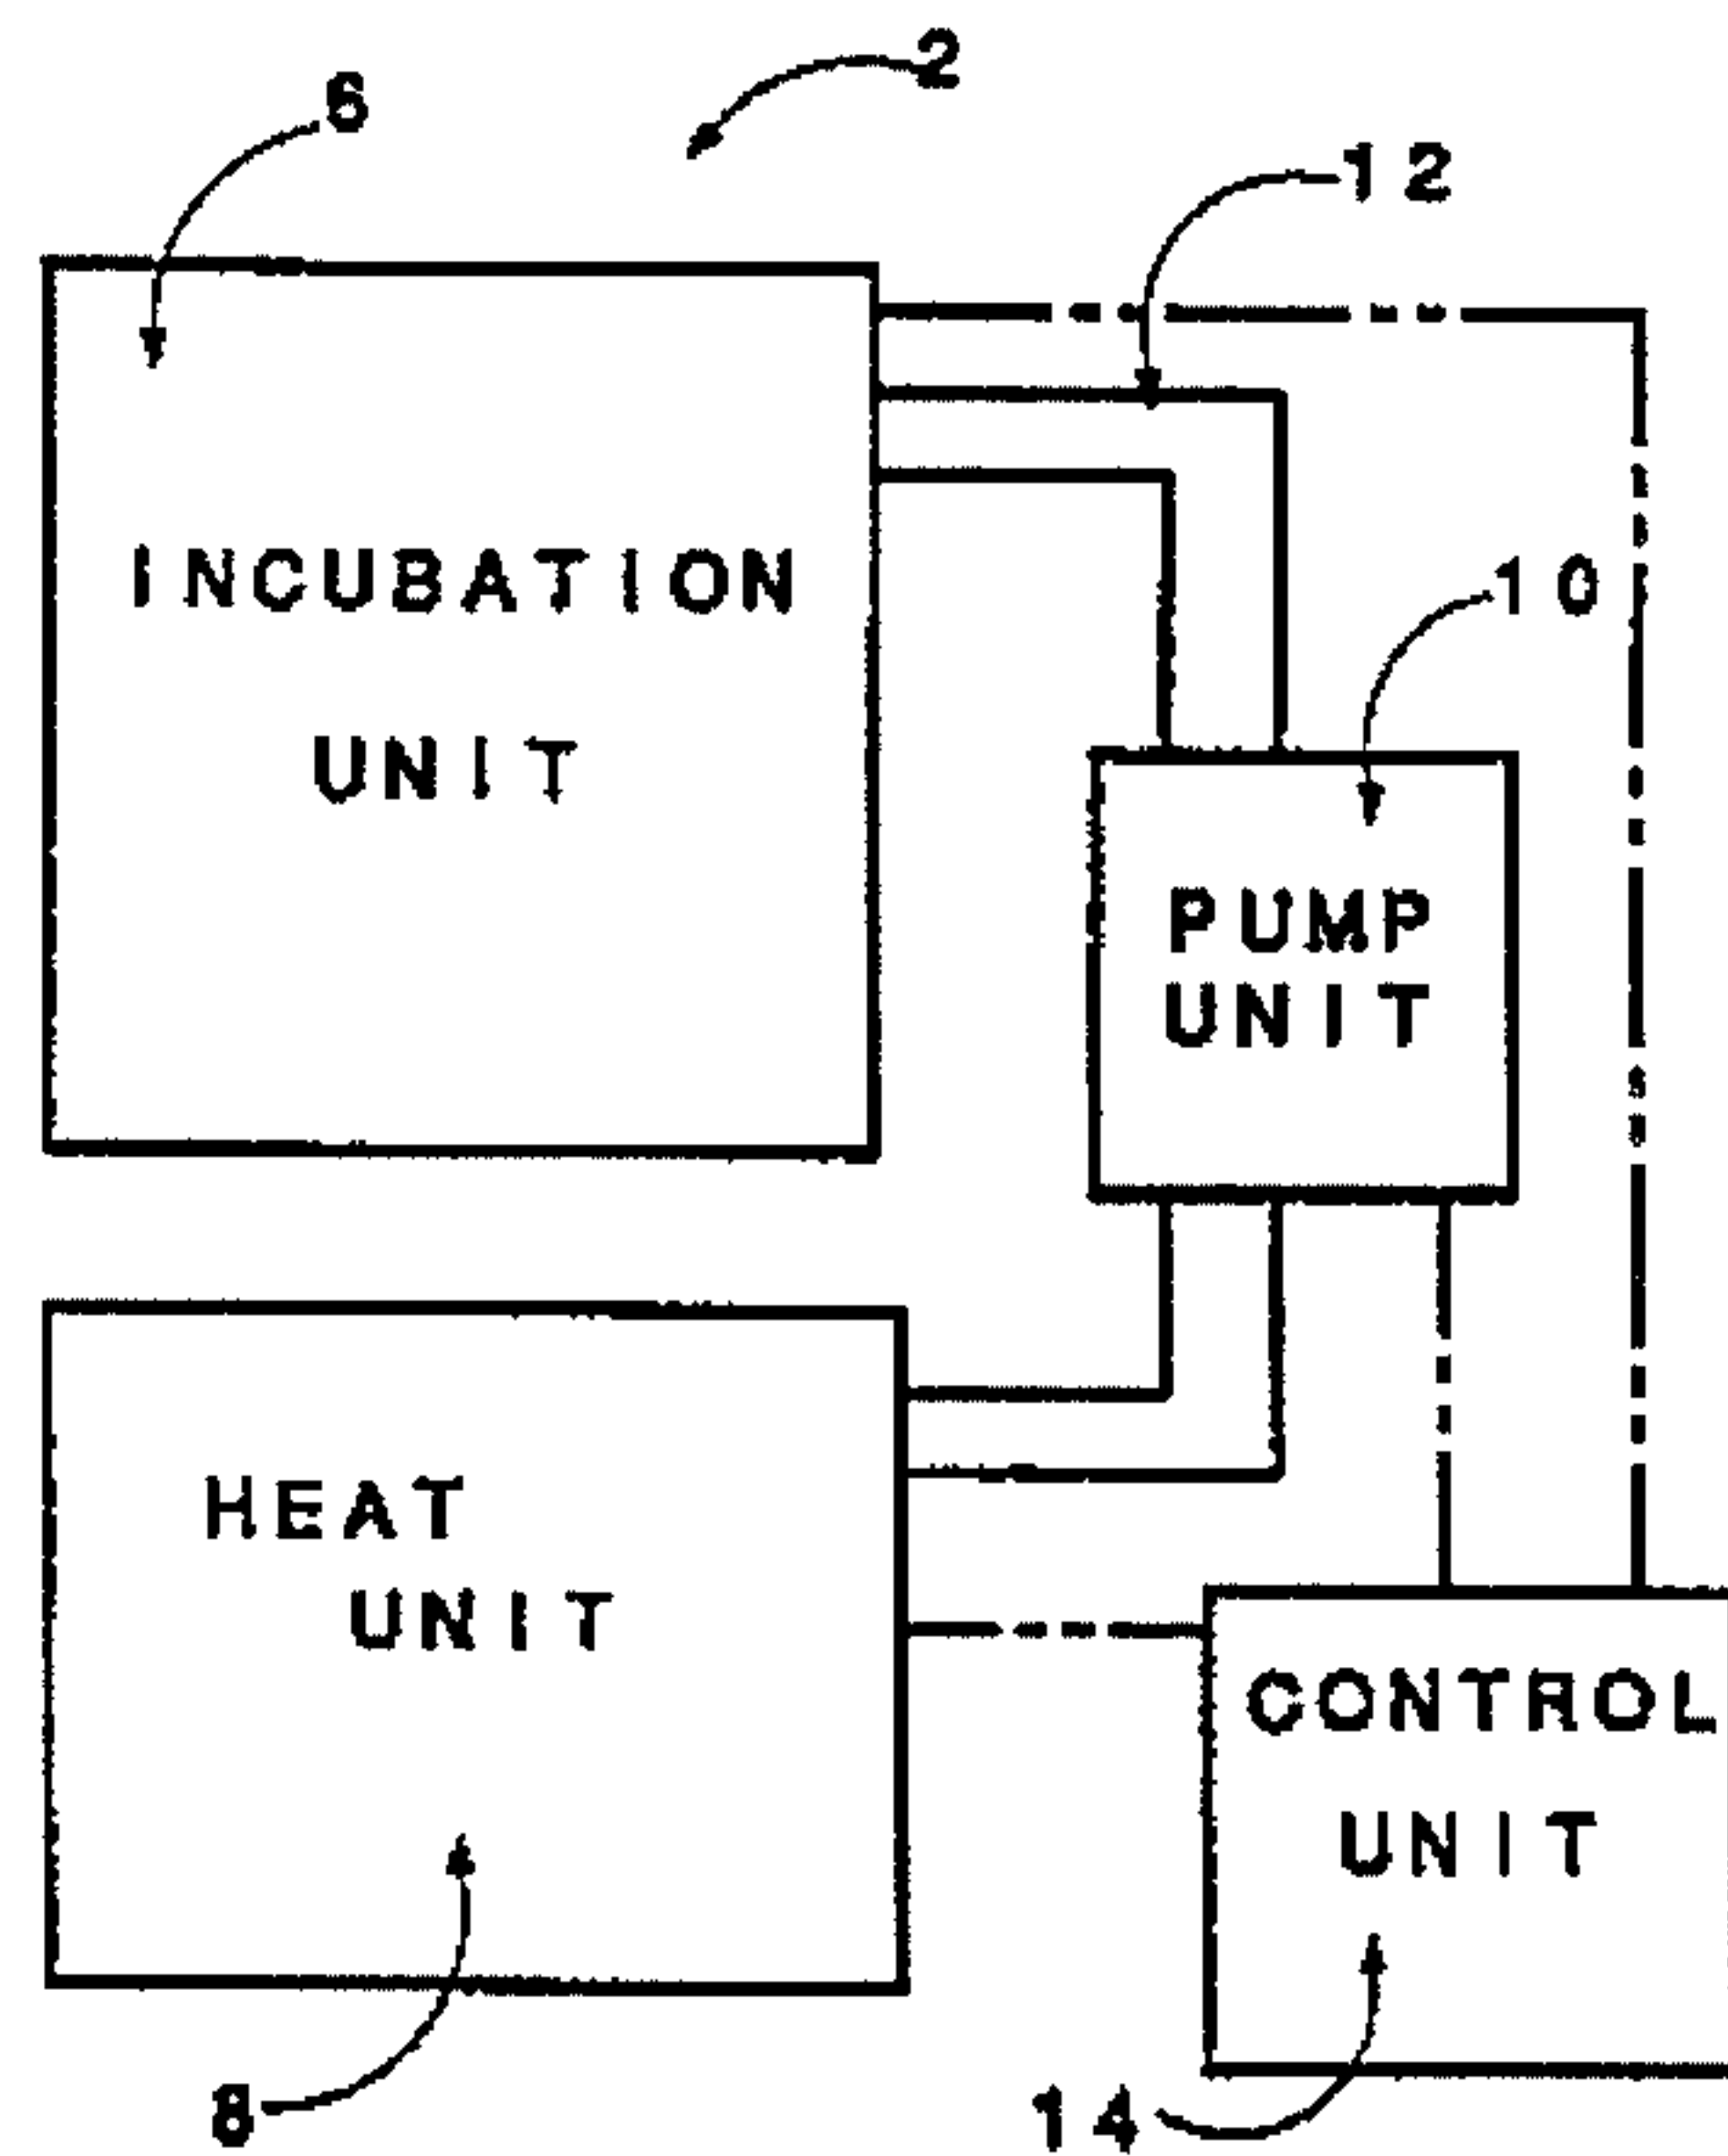 6
2
12
INCUBATION
UNIT
10
PUMP
UNIT
HEAT
UNIT
CONTROL
UNIT
8
14